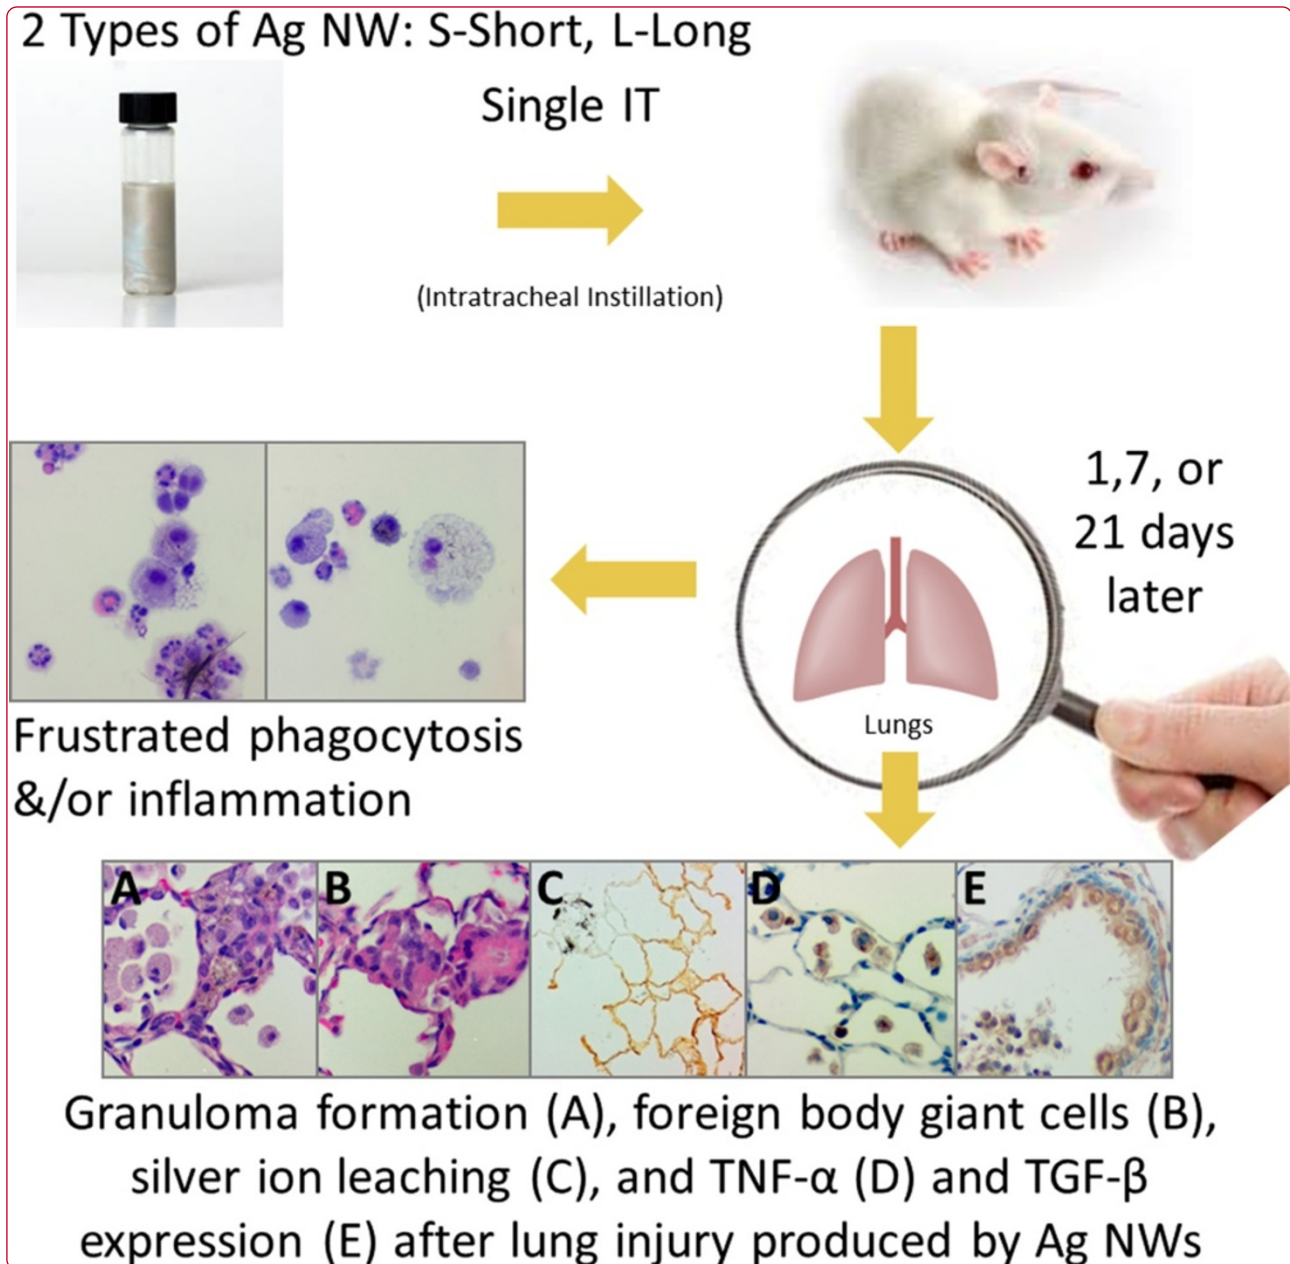 2 Types of Ag NW: S-Short, L-Long
Single IT
(Intratracheal Instillation)
1,7, or
21 days
later
Lungs
Frustrated phagocytosis
&/or inflammation
A
B
C
D
E
Granuloma formation (A), foreign body giant cells (B),
silver ion leaching (C), and TNF-α (D) and TGF-β
expression (E) after lung injury produced by Ag NWs